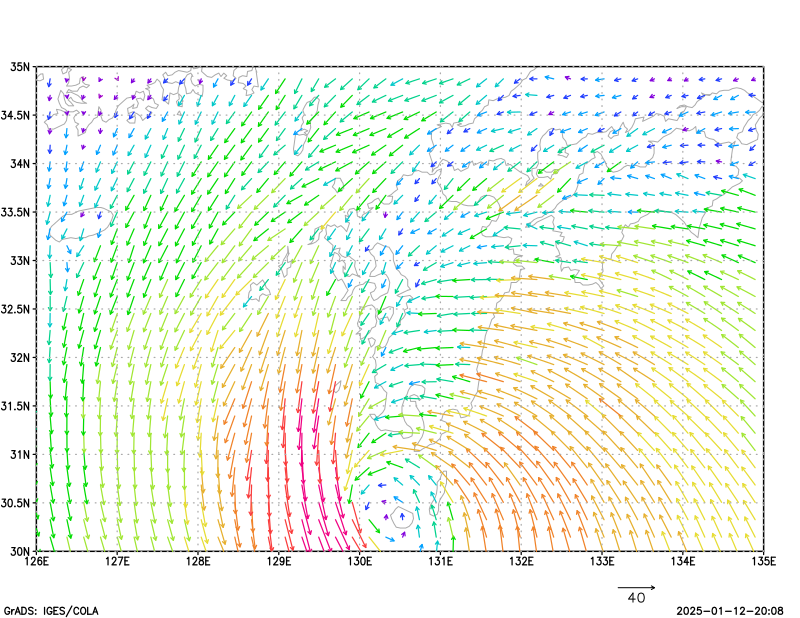 35N
34.5N
34N
33.5N
33N
32.5N
32N
31.5N
31N
30.5N
30N
126E 127E 128E 129E 130E 131E 132E 133E 134E 135E
40
GrADS: IGES/COLA 2025-01-12-20:08